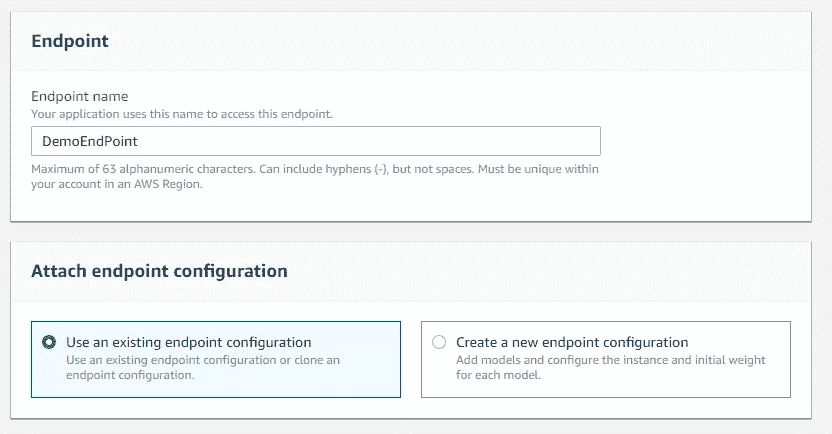 Endpoint
Endpoint name
Your application uses this name to access this endpoint.
DemoEndPoint
Maximum of 63 alphanumeric characters. Can include hyphens (-), but not spaces. Must be unique within
your account in an AWS Region.
Attach endpoint configuration
Use an existing endpoint configuration
Use an existing endpoint configuration or clone an
endpoint configuration.
Create a new endpoint configuration
Add models and configure the instance and initial weight
for each model.